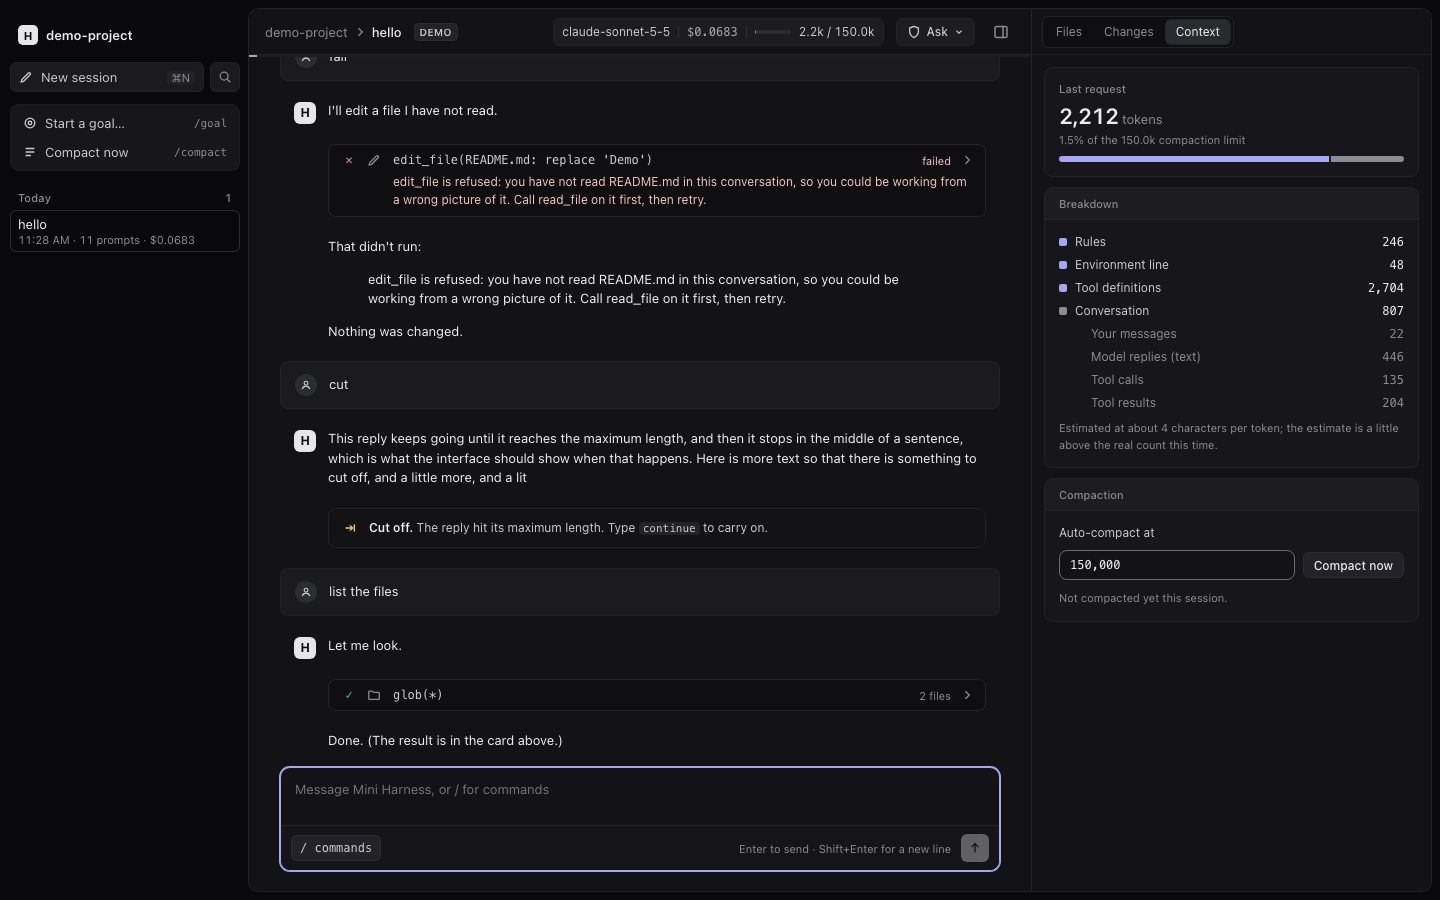 H demo-project
New session ⌘N
Start a goal... /goal
Compact now /compact
Today 1
hello
11:28 AM · 11 prompts · $0.0683
demo-project > hello DEMO
claude-sonnet-5-5 $0.0683 2.2k / 150.0k
Ask
H I'll edit a file I have not read.
× edit_file(README.md: replace 'Demo') failed
edit_file is refused: you have not read README.md in this conversation, so you could be working from
a wrong picture of it. Call read_file on it first, then retry.
That didn't run:
edit_file is refused: you have not read README.md in this conversation, so you could be
working from a wrong picture of it. Call read_file on it first, then retry.
Nothing was changed.
cut
H This reply keeps going until it reaches the maximum length, and then it stops in the middle of a sentence,
which is what the interface should show when that happens. Here is more text so that there is something to
cut off, and a little more, and a lit
Cut off. The reply hit its maximum length. Type continue to carry on.
list the files
H Let me look.
✓ glob(*) 2 files
Done. (The result is in the card above.)
Message Mini Harness, or / for commands
/ commands
Enter to send · Shift+Enter for a new line
Files Changes Context
Last request
2,212 tokens
1.5% of the 150.0k compaction limit
Breakdown
Rules 246
Environment line 48
Tool definitions 2,704
Conversation 807
Your messages 22
Model replies (text) 446
Tool calls 135
Tool results 204
Estimated at about 4 characters per token; the estimate is a little
above the real count this time.
Compaction
Auto-compact at
150,000 Compact now
Not compacted yet this session.